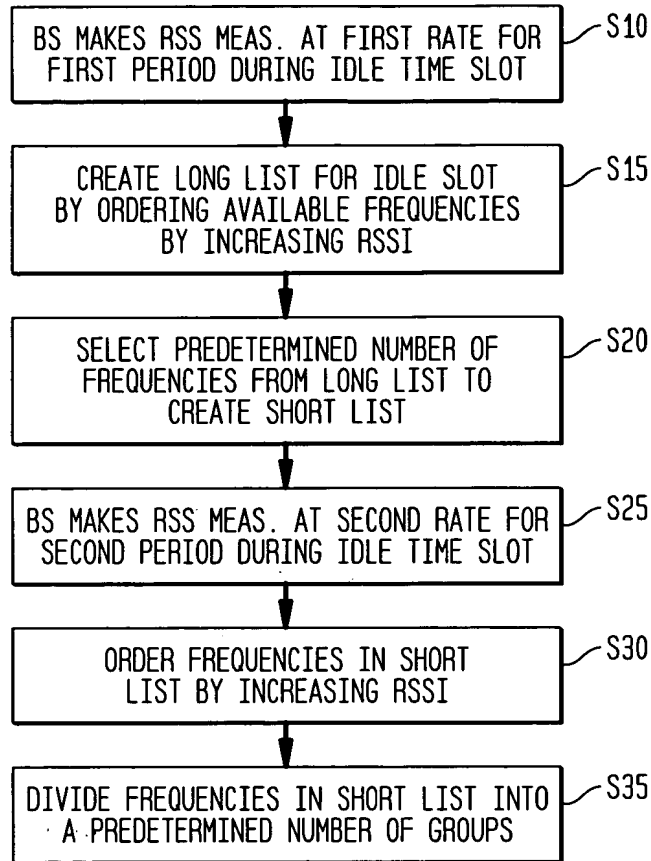 BS MAKES RSS MEAS. AT FIRST RATE FOR
FIRST PERIOD DURING IDLE TIME SLOT
S10
CREATE LONG LIST FOR IDLE SLOT
BY ORDERING AVAILABLE FREQUENCIES
BY INCREASING RSSI
S15
SELECT PREDETERMINED NUMBER OF
FREQUENCIES FROM LONG LIST TO
CREATE SHORT LIST
S20
BS MAKES RSS MEAS. AT SECOND RATE FOR
SECOND PERIOD DURING IDLE TIME SLOT
S25
ORDER FREQUENCIES IN SHORT
LIST BY INCREASING RSSI
S30
DIVIDE FREQUENCIES IN SHORT LIST INTO
A PREDETERMINED NUMBER OF GROUPS
S35